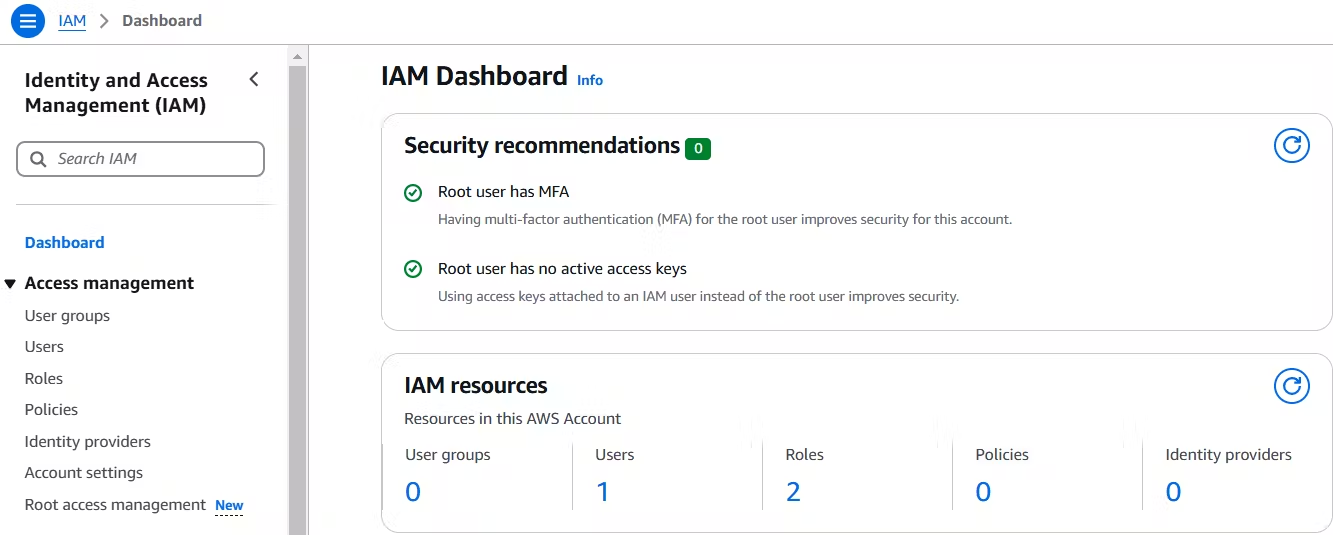 IAM > Dashboard
Identity and Access
Management (IAM)
Search IAM
Dashboard
Access management
User groups
Users
Roles
Policies
Identity providers
Account settings
Root access management New
IAM Dashboard Info
Security recommendations 0
Root user has MFA
Having multi-factor authentication (MFA) for the root user improves security for this account.
Root user has no active access keys
Using access keys attached to an IAM user instead of the root user improves security.
IAM resources
Resources in this AWS Account
User groups Users Roles Policies Identity providers
0 1 2 0 0